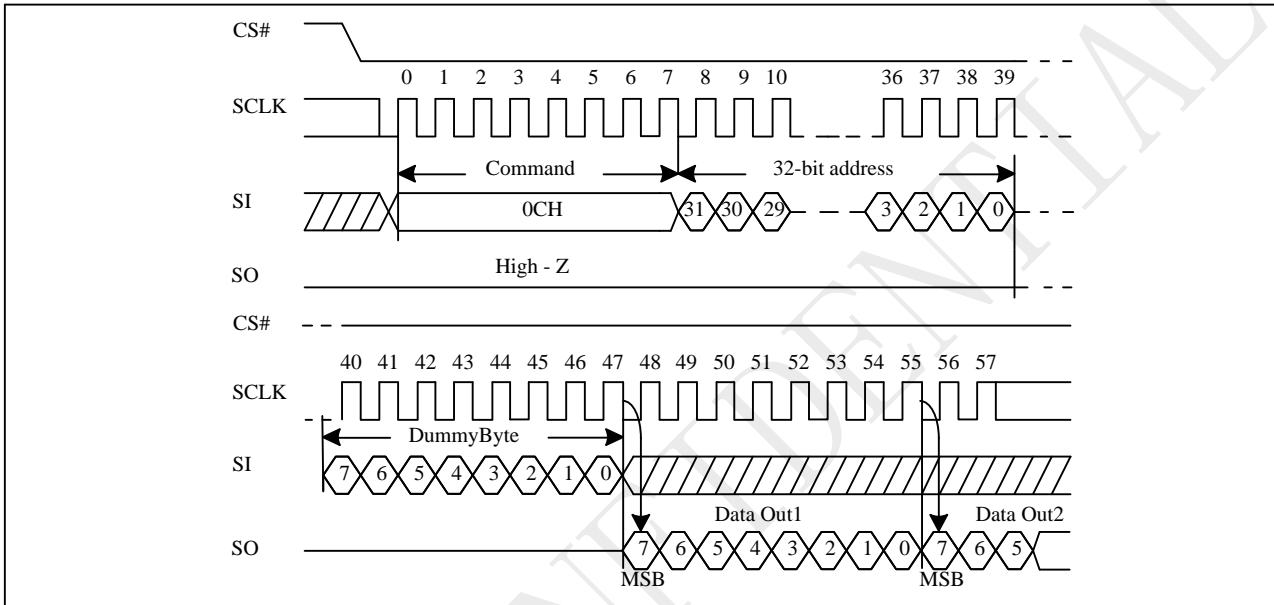 CS#
0 1 2 3 4 5 6 7 8 9 10 36 37 38 39
SCLK
Command 32-bit address
SI 0CH 31 30 29 3 2 1 0
High - Z
SO
CS#
40 41 42 43 44 45 46 47 48 49 50 51 52 53 54 55 56 57
SCLK
DummyByte
SI 7 6 5 4 3 2 1 0
Data Out1 Data Out2
SO 7 6 5 4 3 2 1 0 7 6 5
MSB MSB
NTIDENTIAL